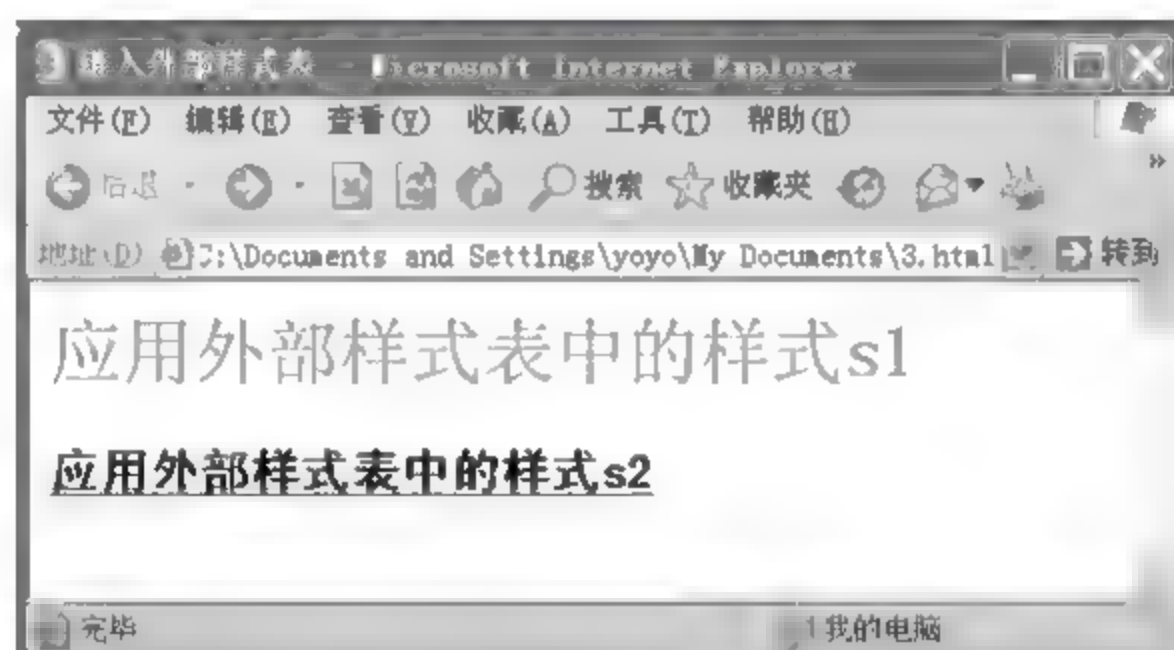 入外部样式表 - Microsoft Internet Explorer
文件(F) 编辑(E) 查看(V) 收藏(A) 工具(T) 帮助(H)
后退 搜索 收藏夹 »
地址(D) C:\Documents and Settings\yoyo\My Documents\3.html 转到
应用外部样式表中的样式s1
应用外部样式表中的样式s2
完毕 我的电脑